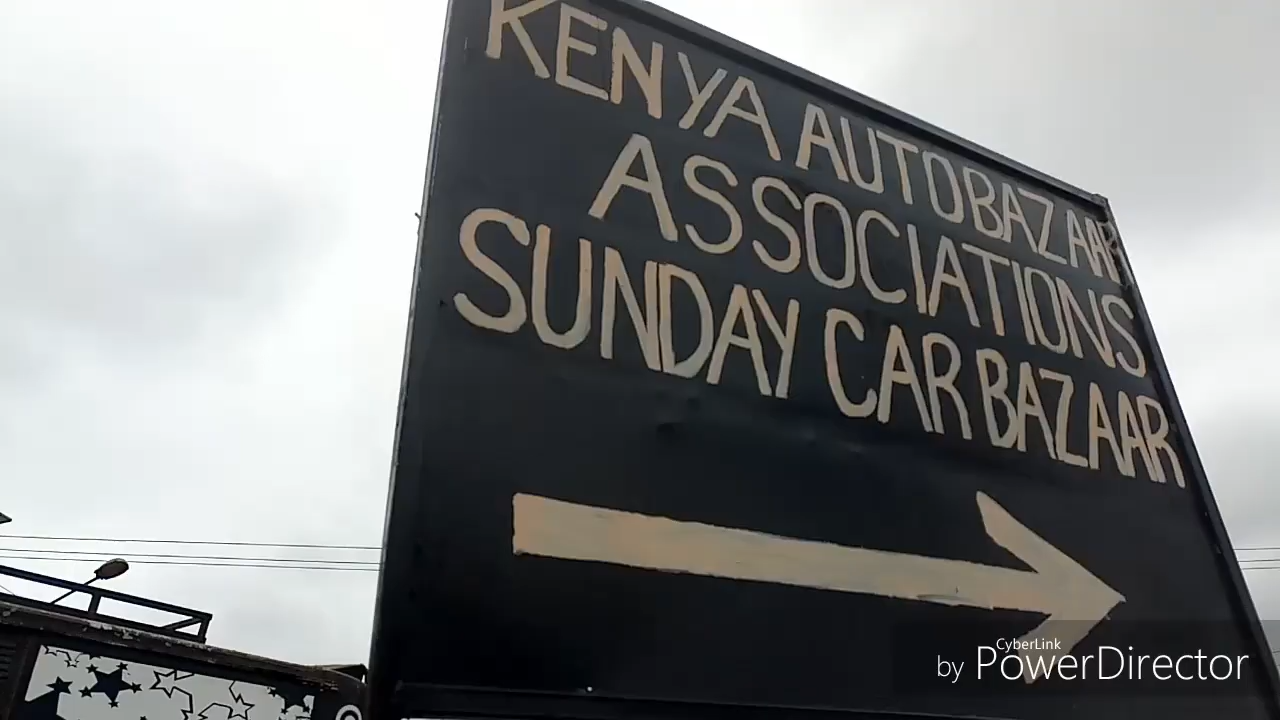 KENYA AUTOBAZAAR
ASSOCIATIONS
SUNDAY CAR BAZAAR
CyberLink
by PowerDirector